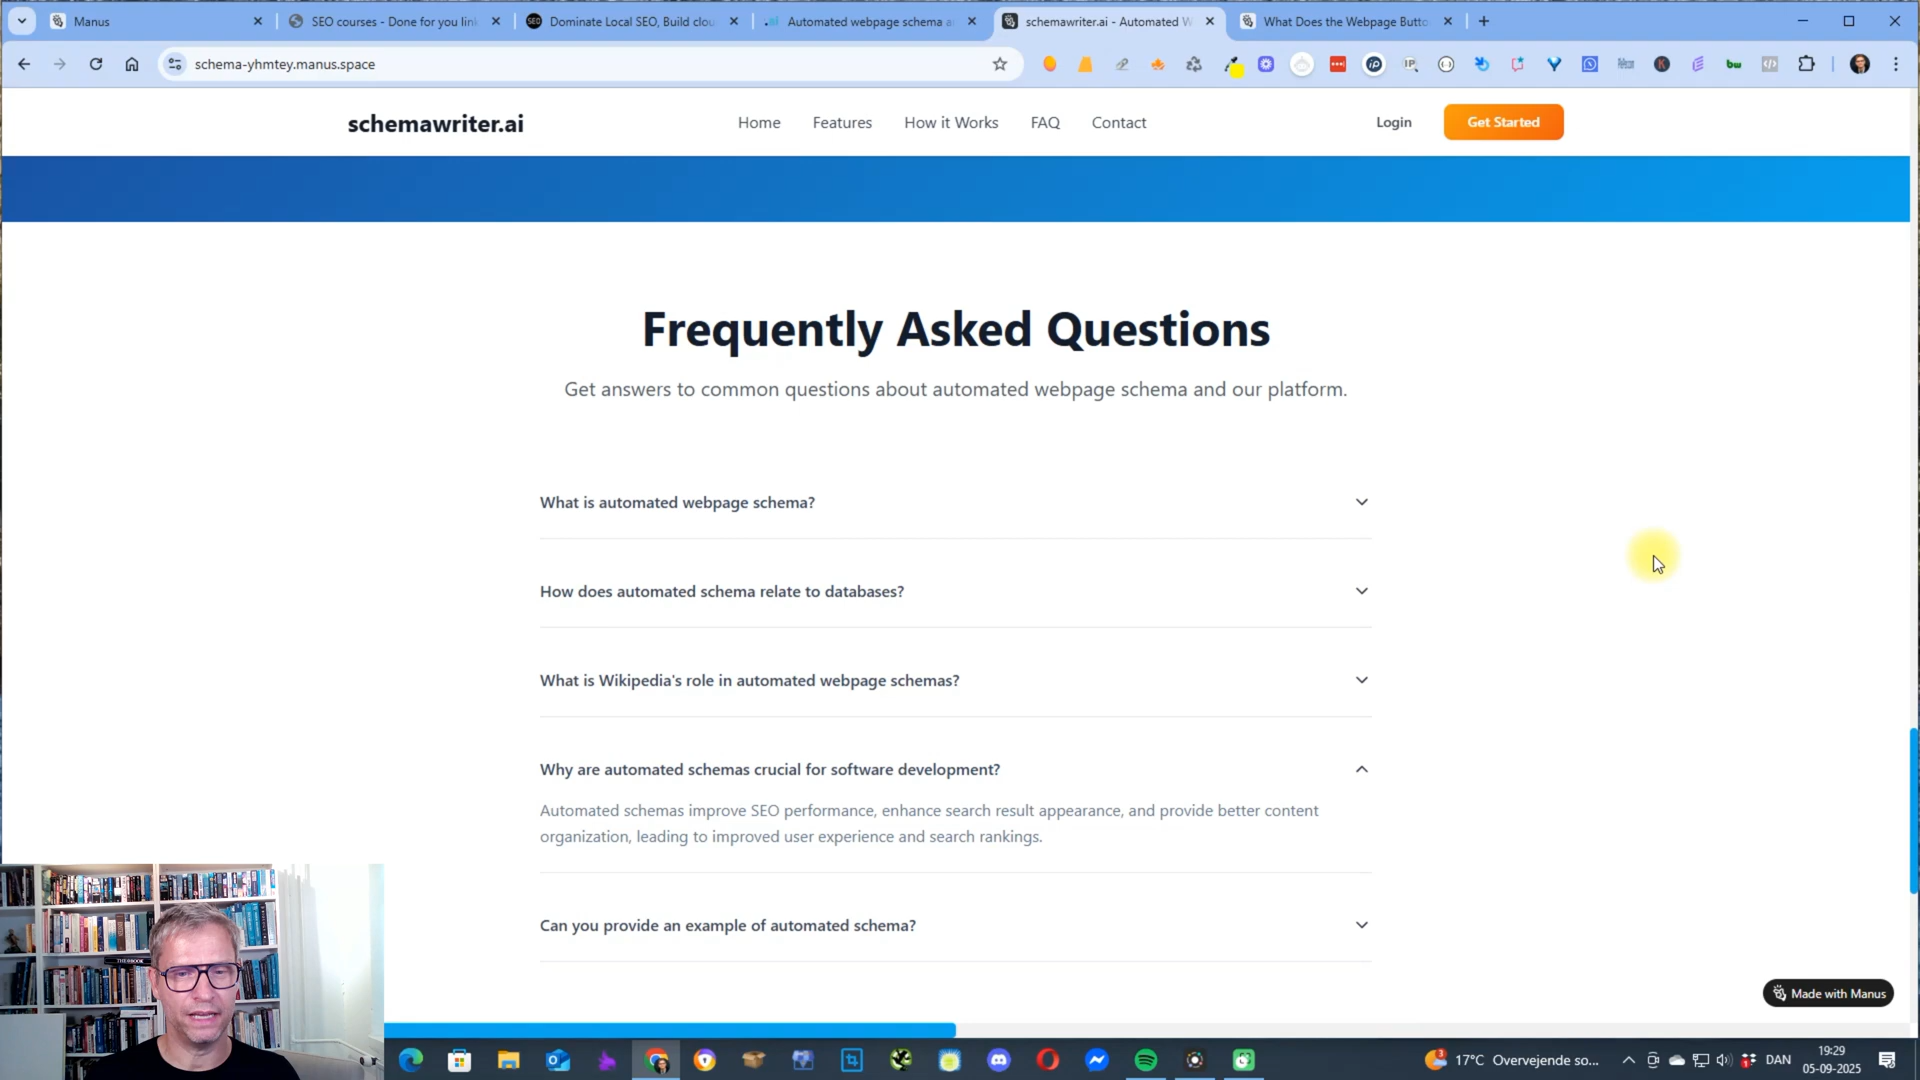 Manus
SEO courses - Done for you lin
Dominate Local SEO, Build clou
Automated webpage schema a
schemawriter.ai - Automated W
What Does the Webpage Butto
schema-yhmtey.manus.space
schemawriter.ai
Home
Features
How it Works
FAQ
Contact
Login
Get Started
Frequently Asked Questions
Get answers to common questions about automated webpage schema and our platform.
What is automated webpage schema?
How does automated schema relate to databases?
What is Wikipedia's role in automated webpage schemas?
Why are automated schemas crucial for software development?
Automated schemas improve SEO performance, enhance search result appearance, and provide better content
organization, leading to improved user experience and search rankings.
Can you provide an example of automated schema?
Made with Manus
17°C Overvejende so...
DAN
19:29
05-09-2025